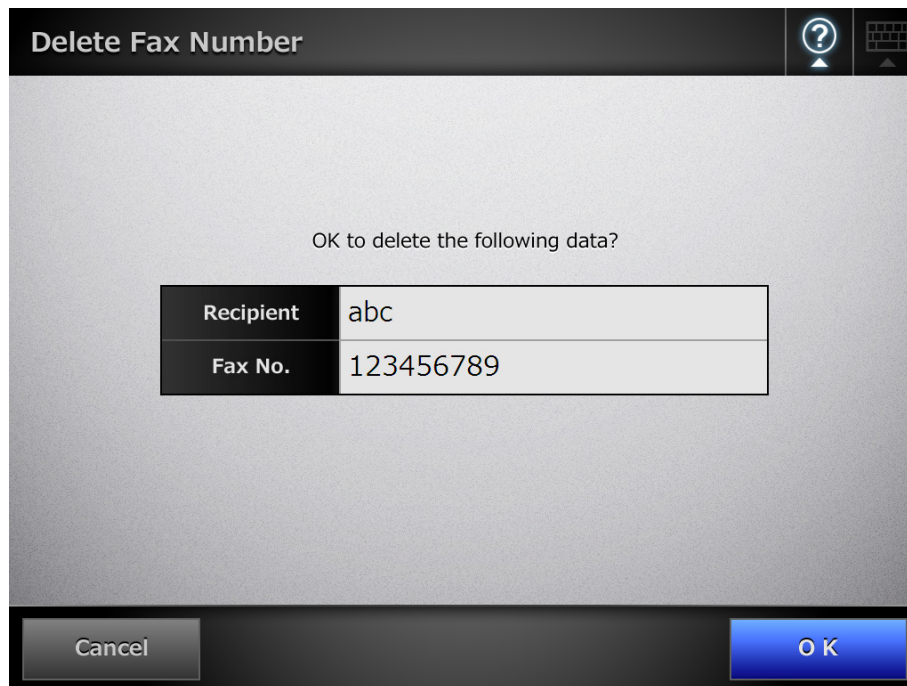 Delete Fax Number
?
OK to delete the following data?
Recipient abc
Fax No. 123456789
Cancel OK